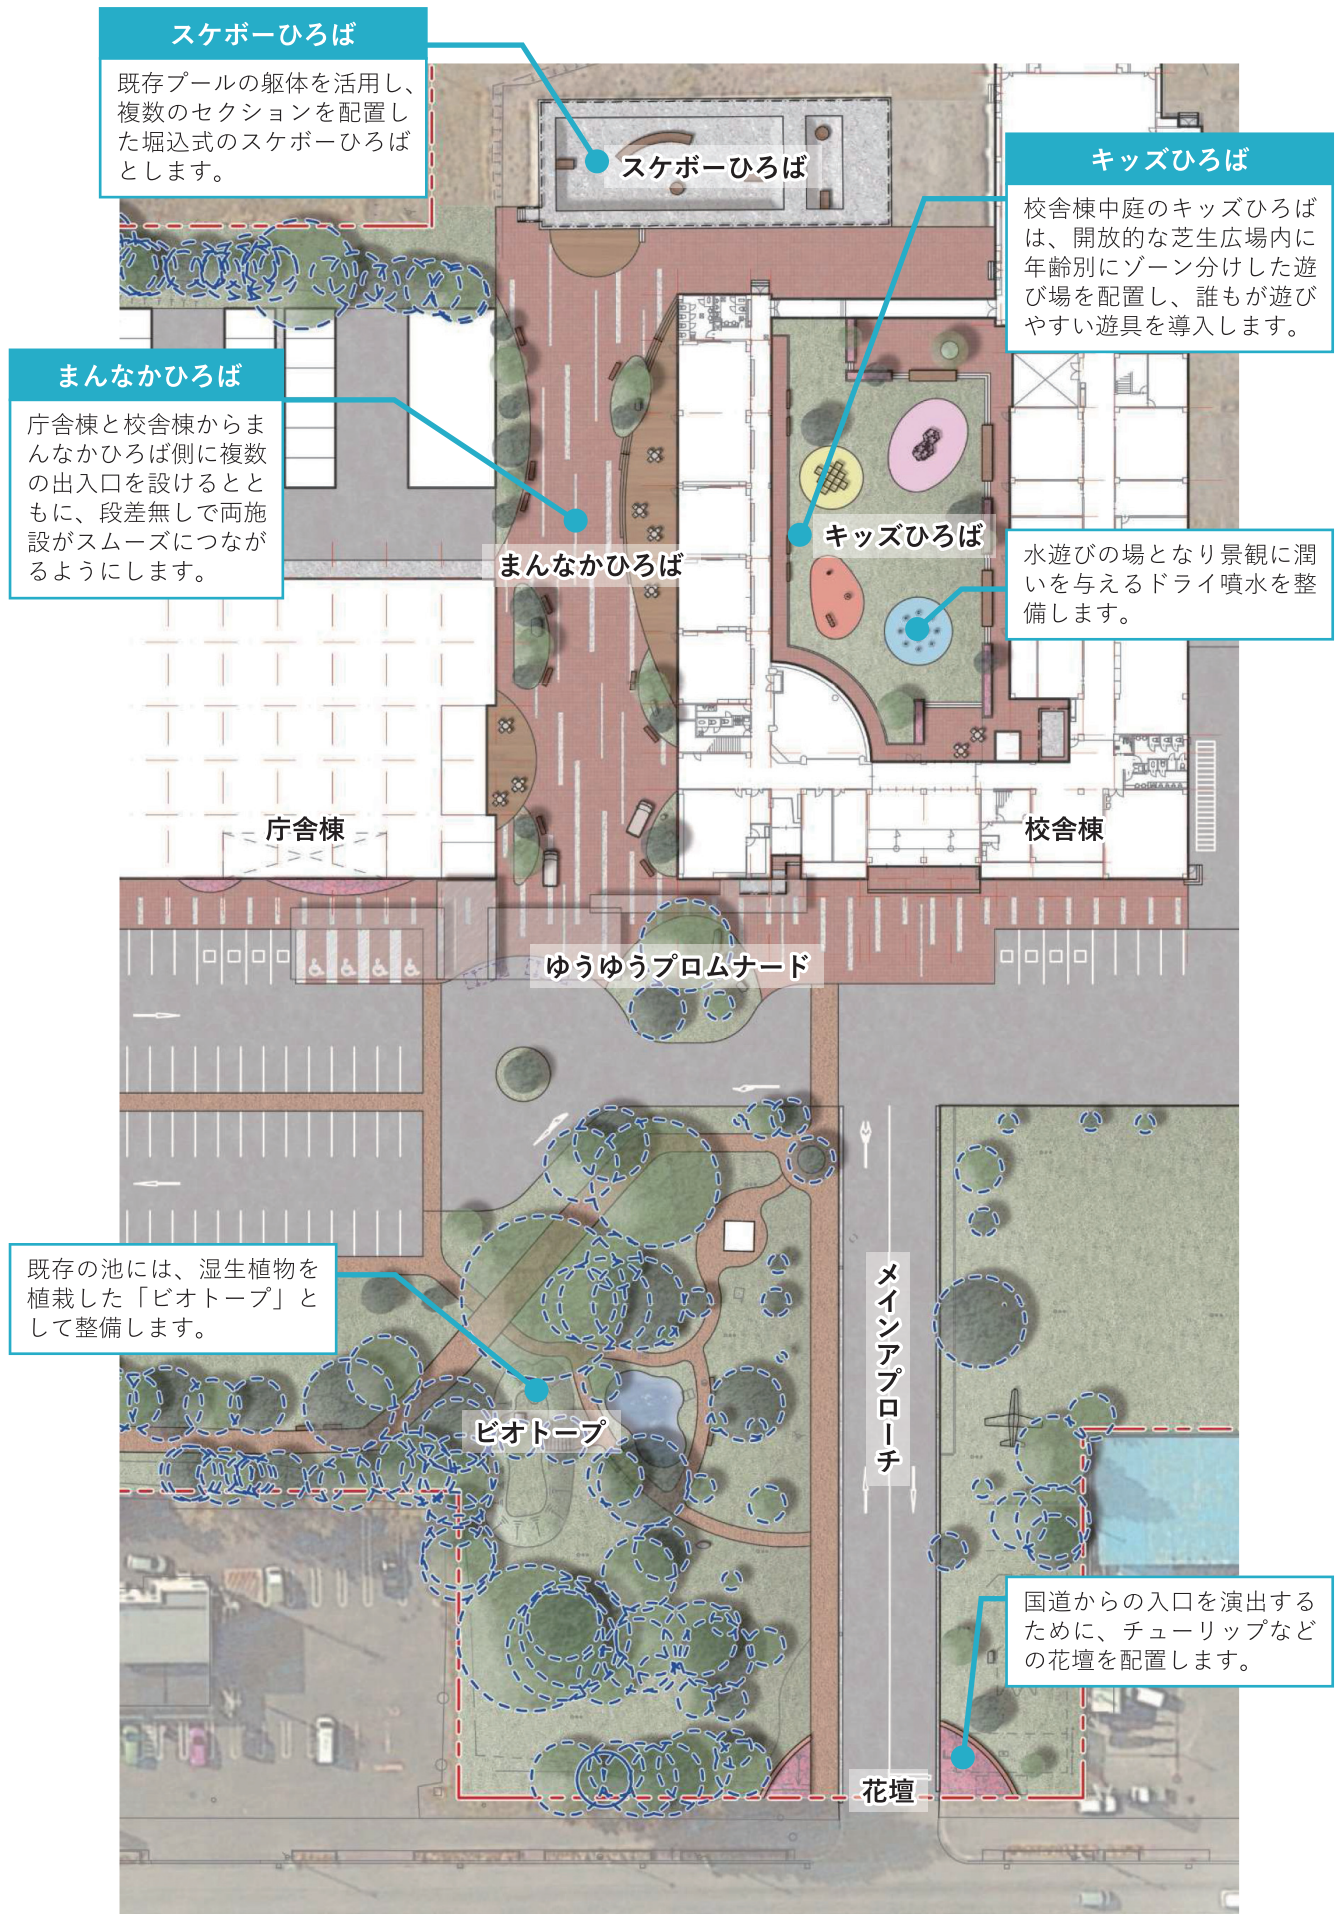 スケボーひろば
既存プールの躯体を活用し、
複数のセクションを配置し
た堀込式のスケボーひろば
とします。
スケボーひろば
キッズひろば
校舎棟中庭のキッズひろば
は、開放的な芝生広場内に
年齢別にゾーン分けした遊
び場を配置し、誰もが遊び
やすい遊具を導入します。
まんなかひろば
庁舎棟と校舎棟からま
んなかひろば側に複数
の出入口を設けるとと
もに、段差無しで両施
設がスムーズにつなが
るようにします。
まんなかひろば
キッズひろば
水遊びの場となり景観に潤
いを与えるドライ噴水を整
備します。
庁舎棟
校舎棟
ゆうゆうプロムナード
既存の池には、湿生植物を
植栽した「ビオトープ」と
して整備します。
メインアプローチ
ビオトープ
国道からの入口を演出する
ために、チューリップなど
の花壇を配置します。
花壇